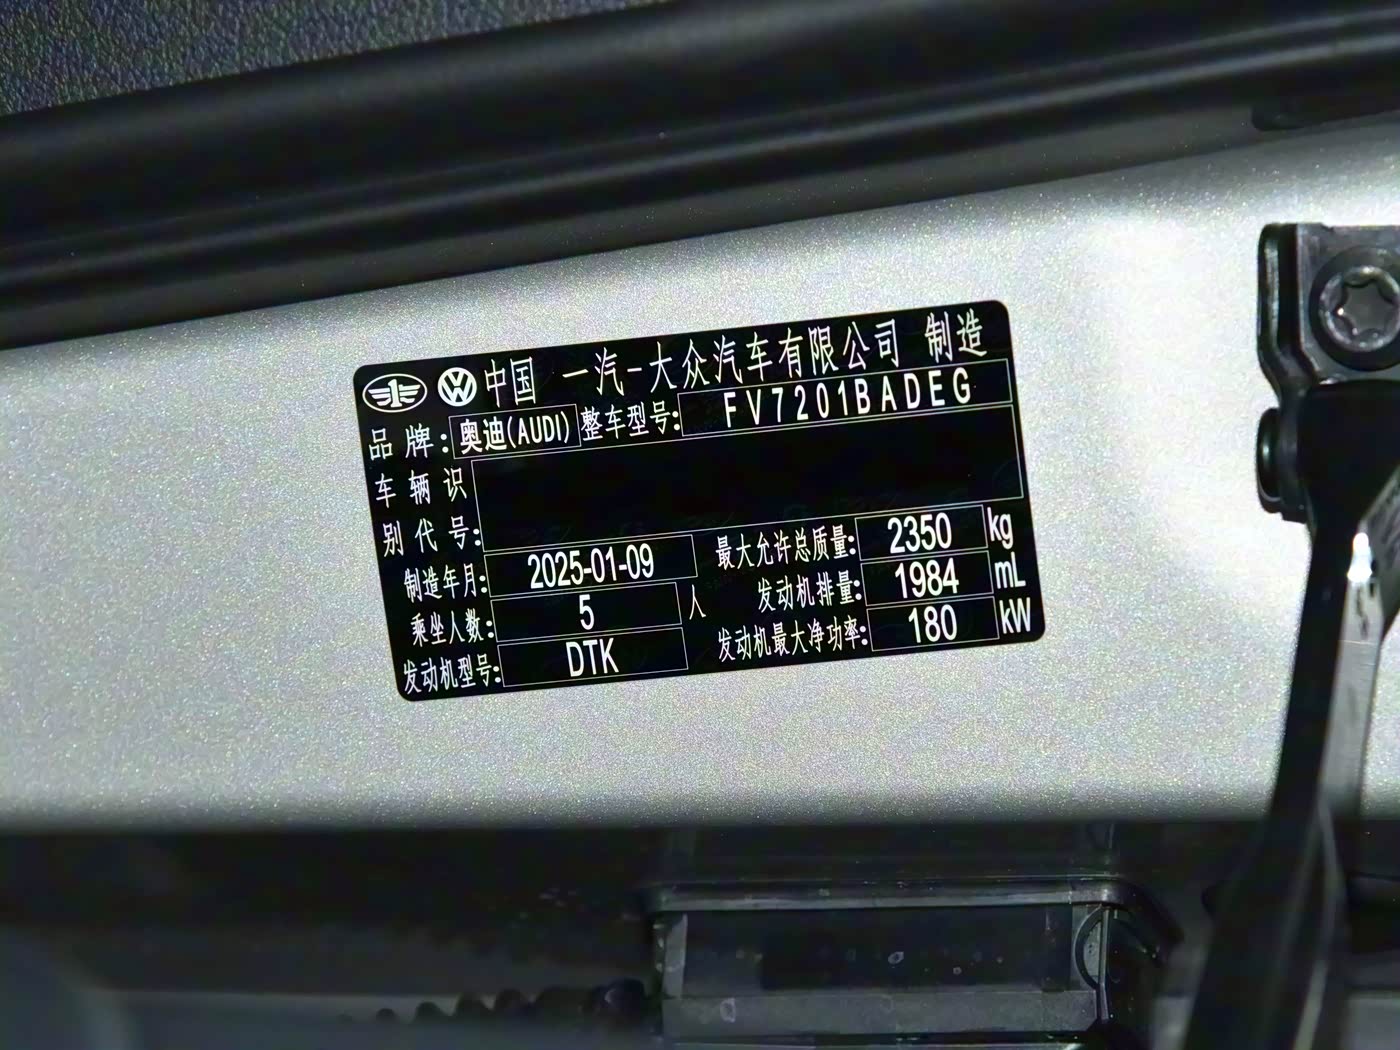 中国 一汽-大众汽车有限公司 制造
品牌: 奥迪(AUDI) 整车型号: FV7201BADEG
车辆识
别代号:
制造年月: 2025-01-09 最大允许总质量: 2350 kg
乘坐人数: 5 人 发动机排量: 1984 mL
发动机型号: DTK 发动机最大净功率: 180 kW